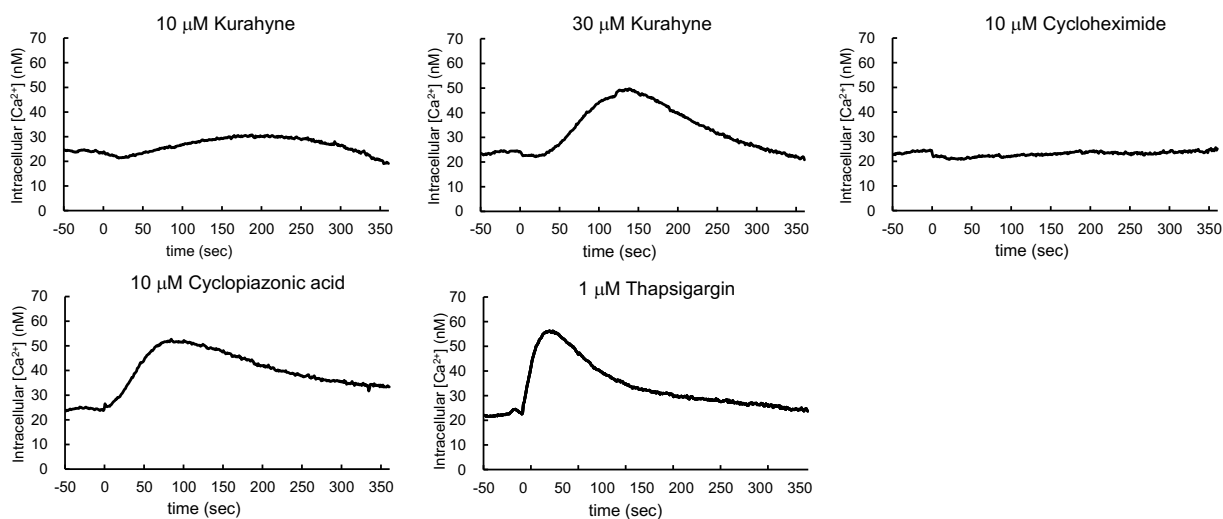 10 μM Kurahyne
Intracellular [Ca²⁺] (nM)
70
60
50
40
30
20
10
0
-50 0 50 100 150 200 250 300 350
time (sec)
30 μM Kurahyne
Intracellular [Ca²⁺] (nM)
70
60
50
40
30
20
10
0
-50 0 50 100 150 200 250 300 350
time (sec)
10 μM Cycloheximide
Intracellular [Ca²⁺] (nM)
70
60
50
40
30
20
10
0
-50 0 50 100 150 200 250 300 350
time (sec)
10 μM Cyclopiazonic acid
Intracellular [Ca²⁺] (nM)
70
60
50
40
30
20
10
0
-50 0 50 100 150 200 250 300 350
time (sec)
1 μM Thapsigargin
Intracellular [Ca²⁺] (nM)
70
60
50
40
30
20
10
0
-50 0 50 100 150 200 250 300 350
time (sec)